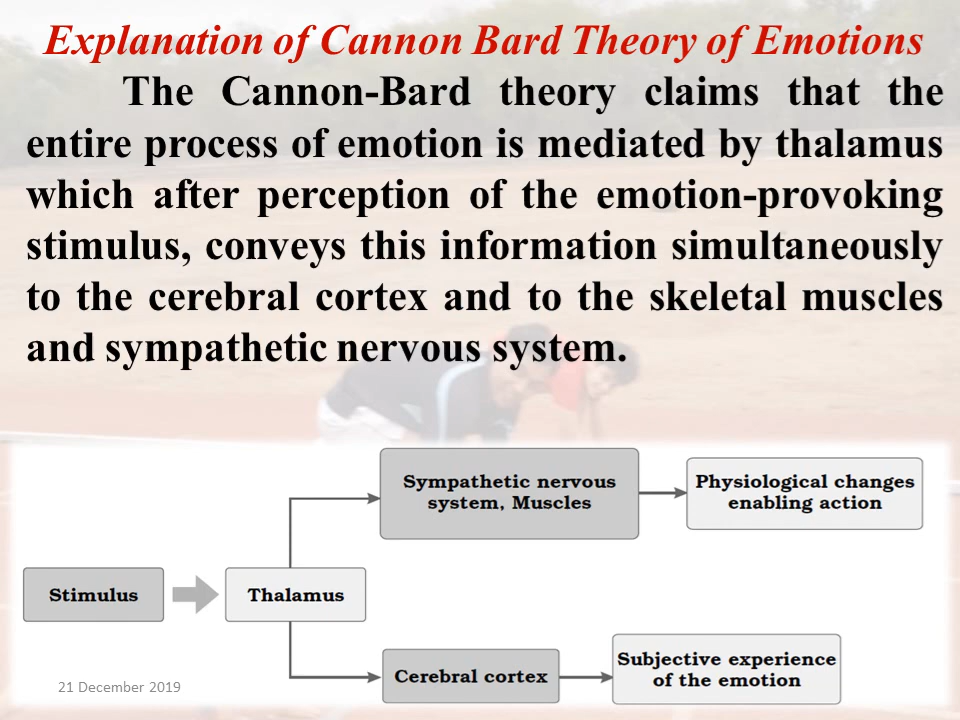 Explanation of Cannon Bard Theory of Emotions
The Cannon-Bard theory claims that the
entire process of emotion is mediated by thalamus
which after perception of the emotion-provoking
stimulus, conveys this information simultaneously
to the cerebral cortex and to the skeletal muscles
and sympathetic nervous system.
Sympathetic nervous
system, Muscles
Physiological changes
enabling action
Stimulus
Thalamus
Cerebral cortex
Subjective experience
of the emotion
21 December 2019